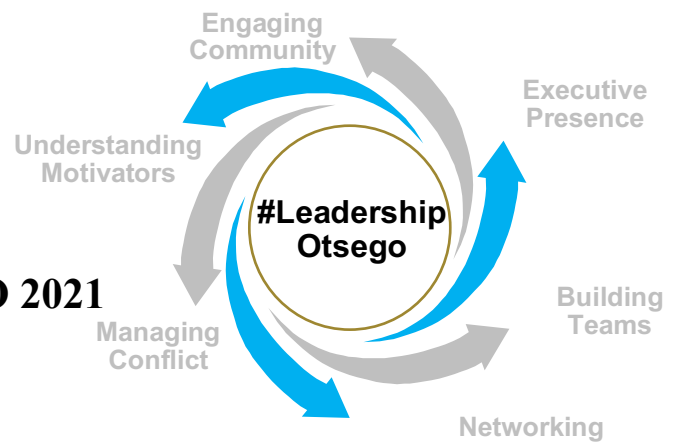 Engaging
Community
Executive
Presence
Understanding
Motivators
#Leadership
Otsego
2021
Building
Teams
Managing
Conflict
Networking